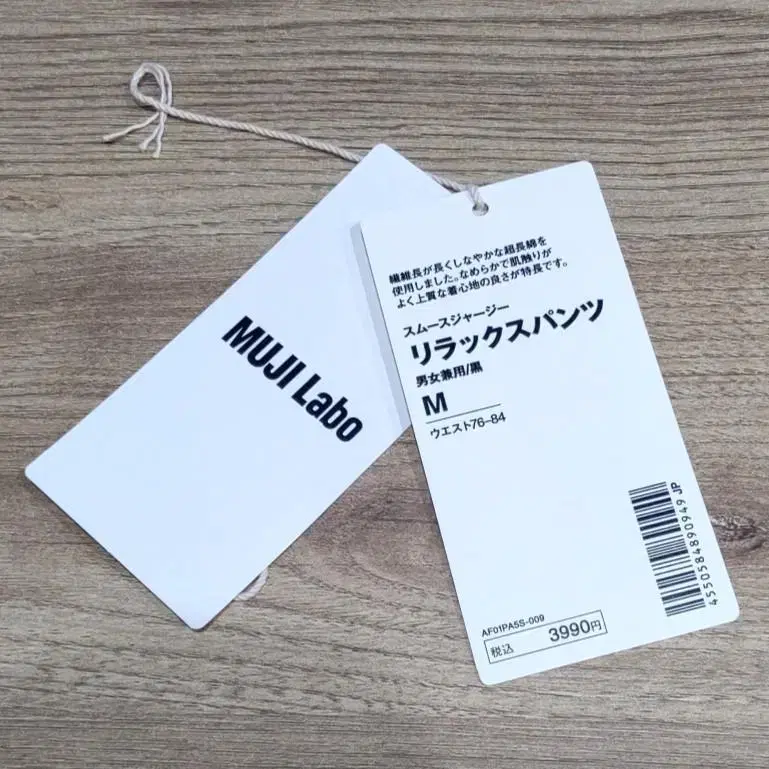 MUJI Labo
繊維長が長くしなやかな超長綿を
使用しました。なめらかで肌触りが
よく上質な着心地の良さが特長です。
スムースジャージー
リラックスパンツ
男女兼用/黒
M
ウエスト76-84
4550584890949 JP
AF01PA5S-009
税込 3990円